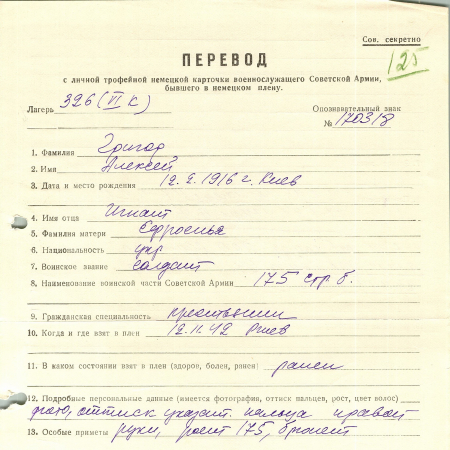 Сов. секретно
125
ПЕРЕВОД
с личной трофейной немецкой карточки военнослужащего Советской Армии,
бывшего в немецком плену.
Лагерь 326 (VI К) Опознавательный знак
№ 170318
1. Фамилия Григор
2. Имя Алексей
3. Дата и место рождения 12.2.1916 г. Киев
4. Имя отца Игнат
5. Фамилия матери
6. Национальность укр
7. Воинское звание солдат
8. Наименование воинской части Советской Армии 175 стр б.
9. Гражданская специальность крестьянин
10. Когда и где взят в плен 12.11.42 Ржев
11. В каком состоянии взят в плен (здоров, болен, ранен) ранен
12. Подробные персональные данные (имеется фотография, оттиск пальцев, рост, цвет волос)
фото, оттиск указат. пальца правой
13. Особые приметы руки, рост 175, брюнет